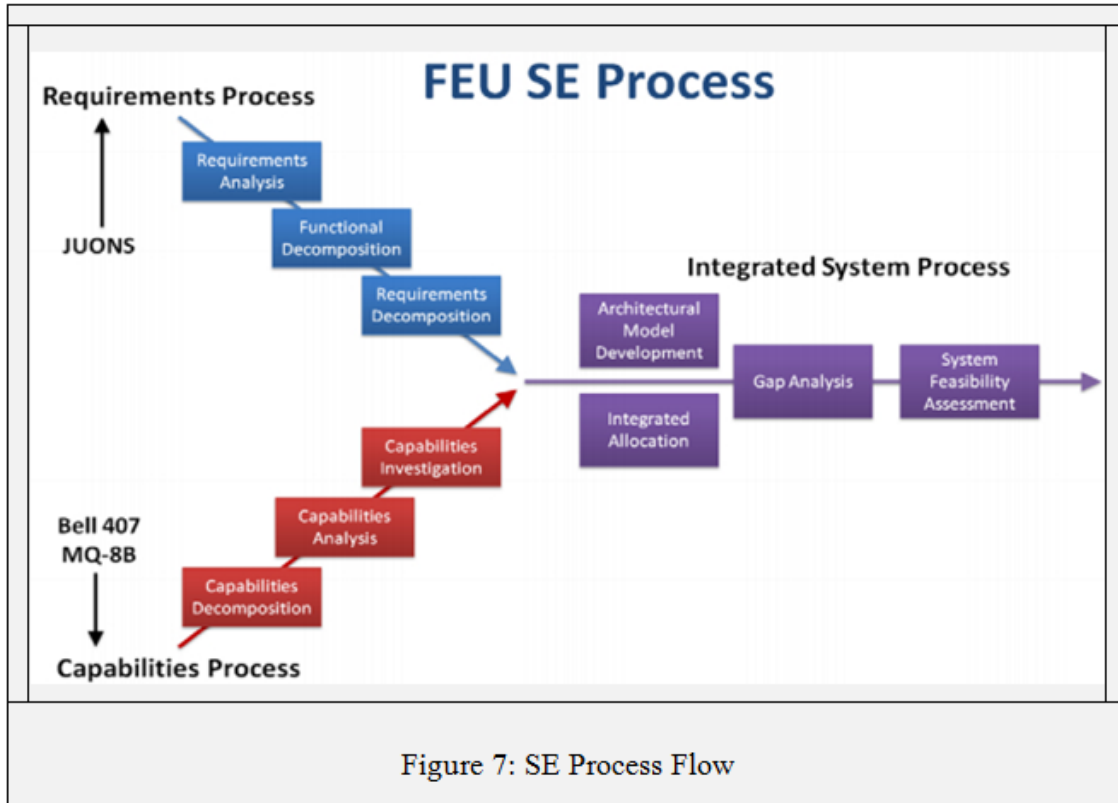 FEU SE Process
Requirements Process
Requirements
Analysis
Functional
Decomposition
Requirements
Decomposition
JUONS
Integrated System Process
Architectural
Model
Development
Integrated
Allocation
Gap Analysis
System
Feasibility
Assessment
Capabilities
Investigation
Capabilities
Analysis
Capabilities
Decomposition
Bell 407
MQ-8B
Capabilities Process
Figure 7: SE Process Flow